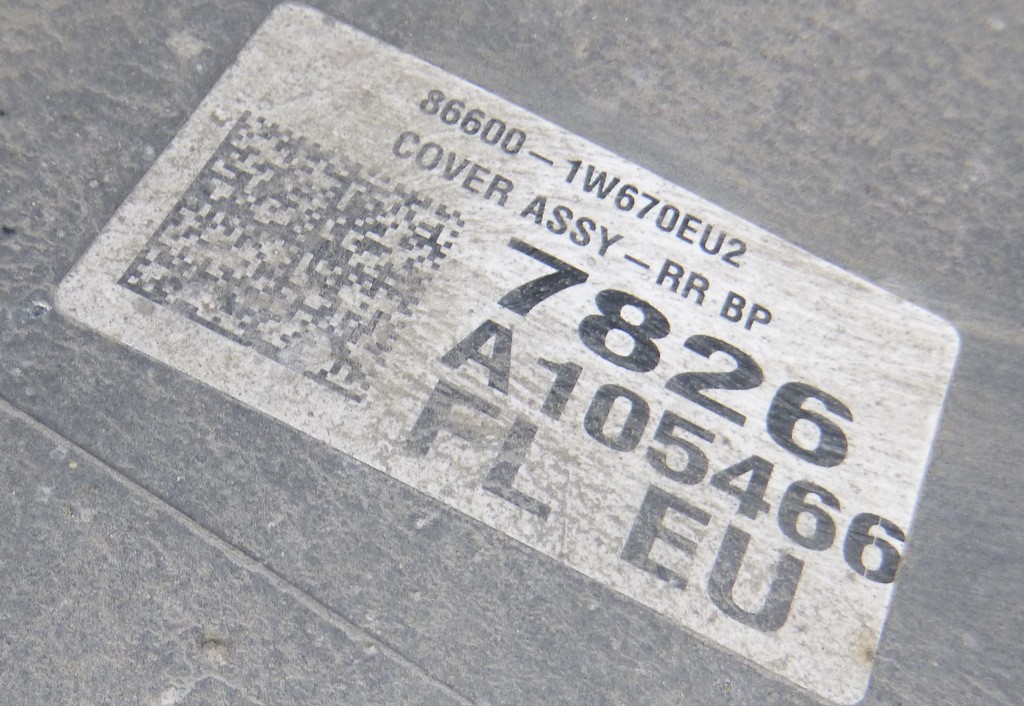 86600-1W670EU2
COVER ASSY-RR BP
7826
A105466
FL EU